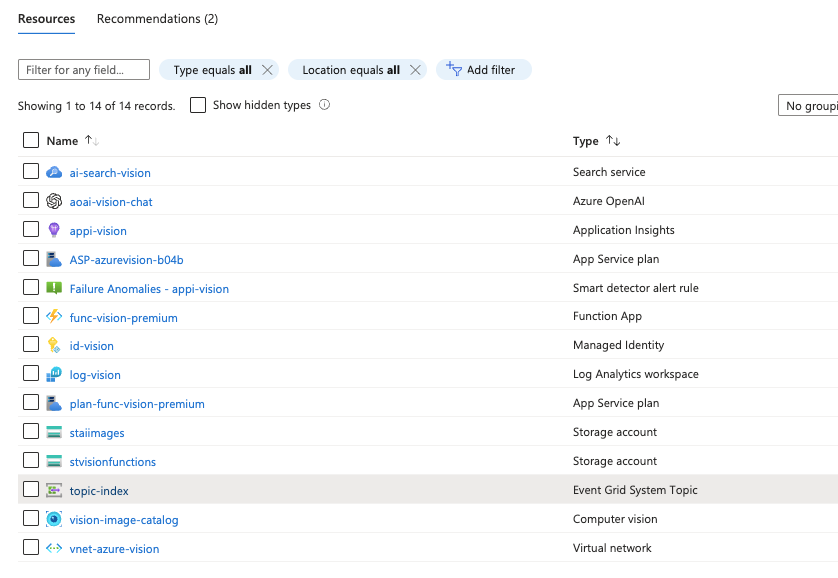 Resources Recommendations (2)
Filter for any field... Type equals all Location equals all Add filter
Showing 1 to 14 of 14 records. Show hidden types No groupi
Name Type
ai-search-vision Search service
aoai-vision-chat Azure OpenAI
appi-vision Application Insights
ASP-azurevision-b04b App Service plan
Failure Anomalies - appi-vision Smart detector alert rule
func-vision-premium Function App
id-vision Managed Identity
log-vision Log Analytics workspace
plan-func-vision-premium App Service plan
staiimages Storage account
stvisionfunctions Storage account
topic-index Event Grid System Topic
vision-image-catalog Computer vision
vnet-azure-vision Virtual network